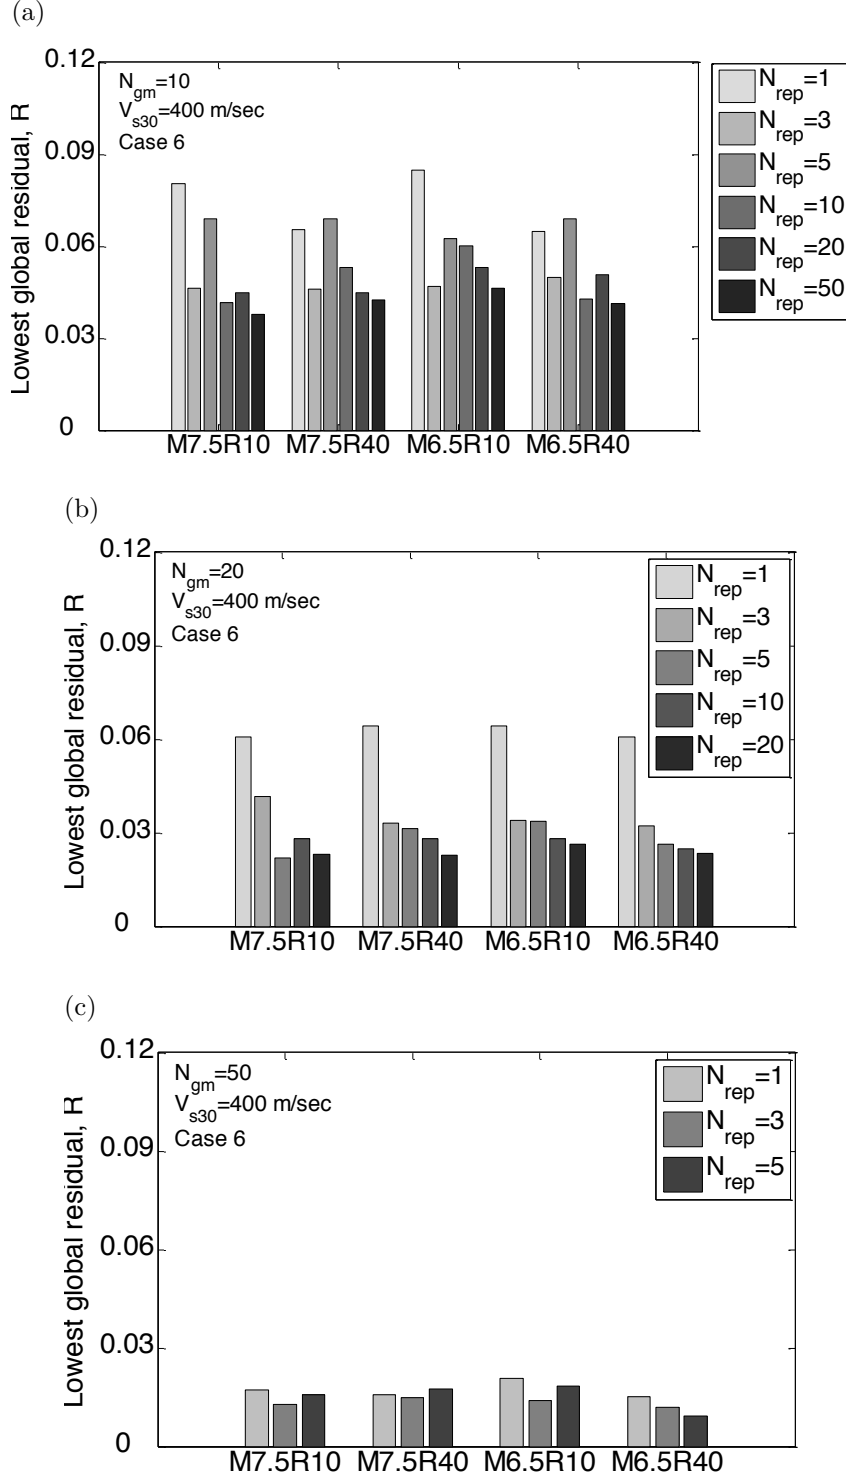 (a)
0.12
N_gm=10
V_s30=400 m/sec
Case 6
0.09
0.06
0.03
0
Lowest global residual, R
M7.5R10 M7.5R40 M6.5R10 M6.5R40
N_rep=1
N_rep=3
N_rep=5
N_rep=10
N_rep=20
N_rep=50
(b)
0.12
N_gm=20
V_s30=400 m/sec
Case 6
0.09
0.06
0.03
0
Lowest global residual, R
M7.5R10 M7.5R40 M6.5R10 M6.5R40
N_rep=1
N_rep=3
N_rep=5
N_rep=10
N_rep=20
(c)
0.12
N_gm=50
V_s30=400 m/sec
Case 6
0.09
0.06
0.03
0
Lowest global residual, R
M7.5R10 M7.5R40 M6.5R10 M6.5R40
N_rep=1
N_rep=3
N_rep=5